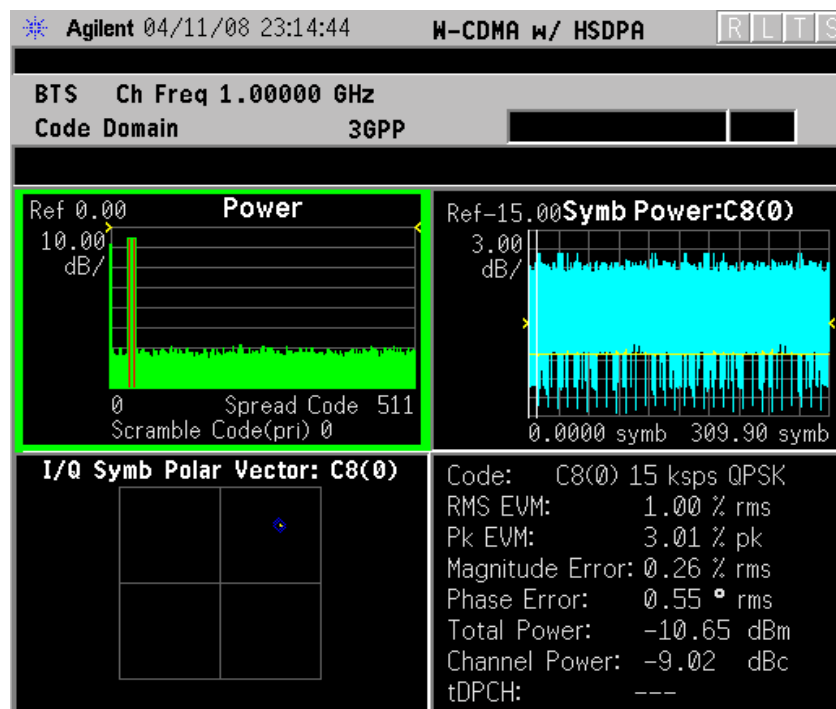 Agilent 04/11/08 23:14:44 W-CDMA w/ HSDPA R L T S
BTS Ch Freq 1.00000 GHz
Code Domain 3GPP
Ref 0.00 Power
10.00
dB/
0 Spread Code 511
Scramble Code(pri) 0
Ref-15.00Symb Power:C8(0)
3.00
dB/
0.0000 symb 309.90 symb
I/Q Symb Polar Vector: C8(0)
Code: C8(0) 15 ksps QPSK
RMS EVM: 1.00 % rms
Pk EVM: 3.01 % pk
Magnitude Error: 0.26 % rms
Phase Error: 0.55 ° rms
Total Power: -10.65 dBm
Channel Power: -9.02 dBc
tDPCH: ---